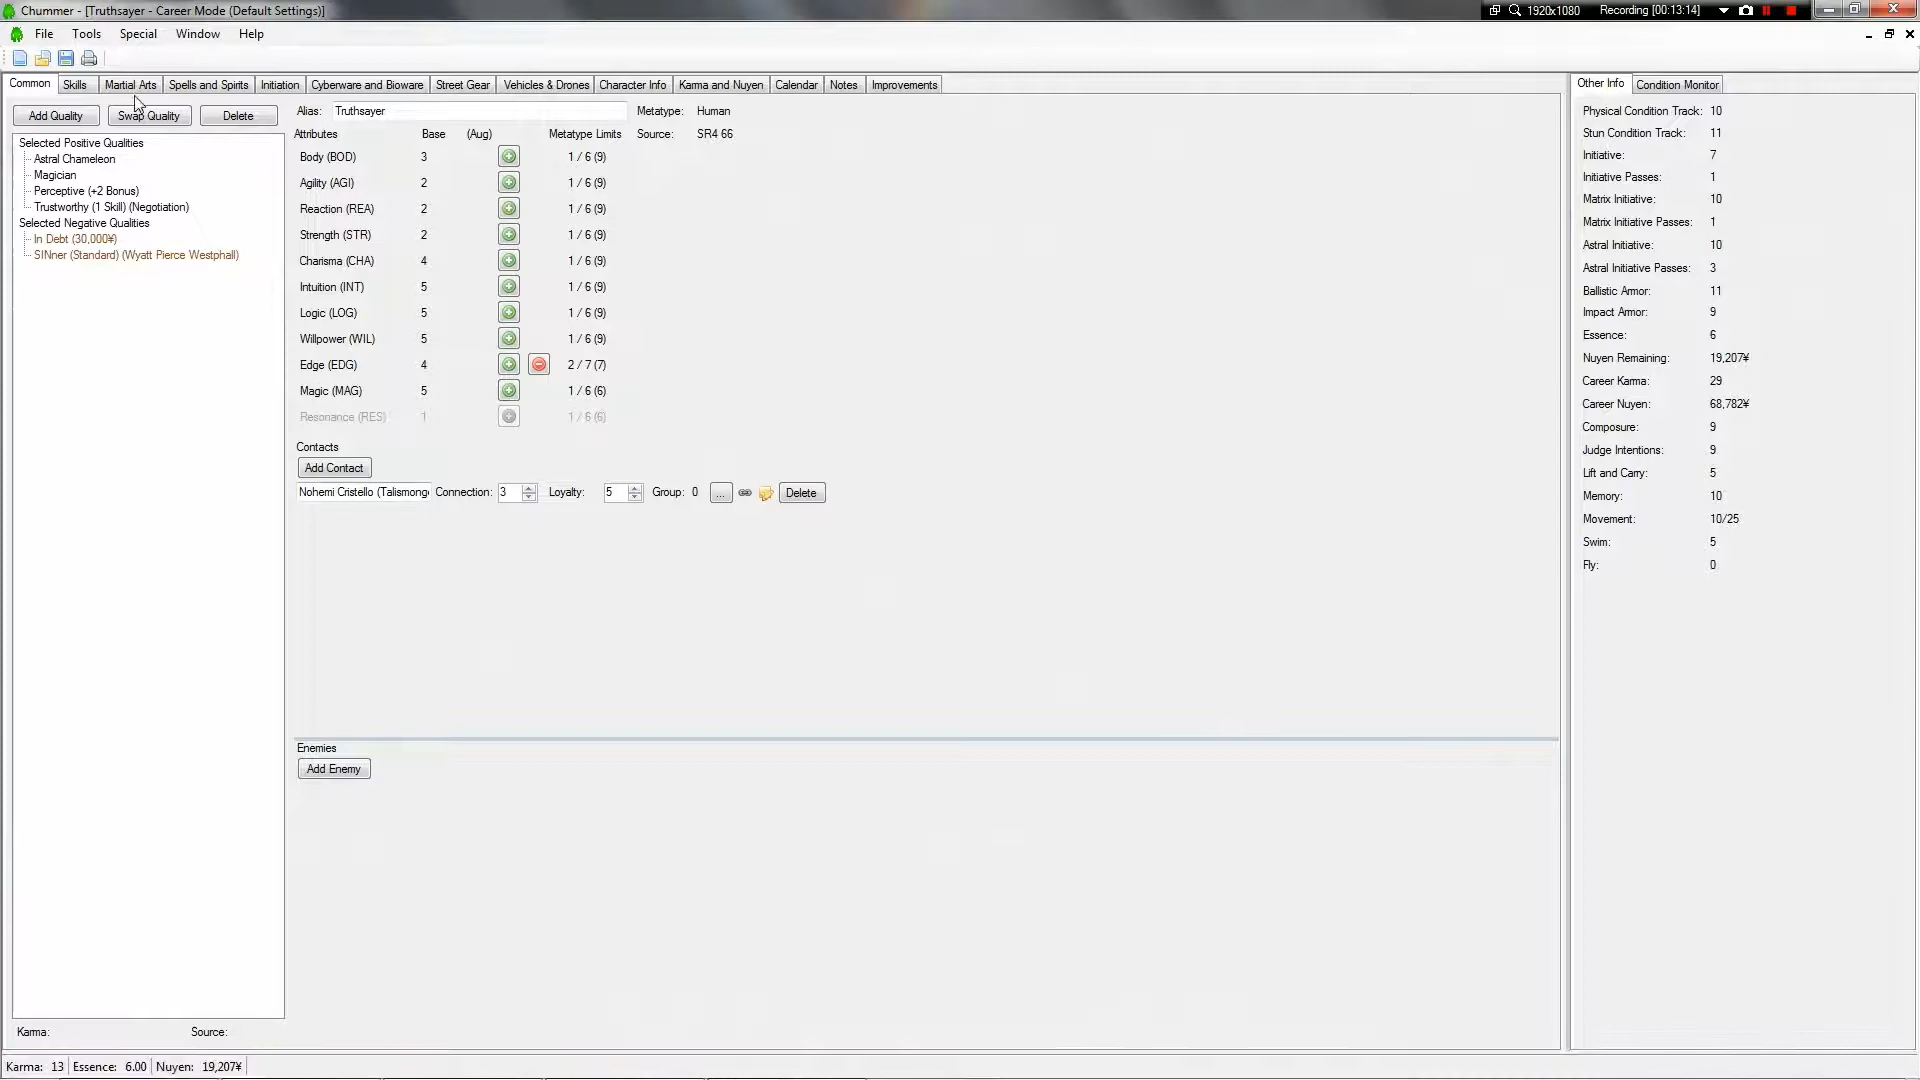 Chummer - [Truthsayer - Career Mode (Default Settings)]
1920x1080 Recording [00:13:14]
File Tools Special Window Help
Common Skills Martial Arts Spells and Spirits Initiation Cyberware and Bioware Street Gear Vehicles & Drones Character Info Karma and Nuyen Calendar Notes Improvements
Other Info Condition Monitor
Add Quality Swap Quality Delete
Selected Positive Qualities
Astral Chameleon
Magician
Perceptive (+2 Bonus)
Trustworthy (1 Skill) (Negotiation)
Selected Negative Qualities
In Debt (30,000¥)
SINner (Standard) (Wyatt Pierce Westphall)
Karma: Source:
Alias: Truthsayer Metatype: Human
Attributes Base (Aug) Metatype Limits Source: SR4 66
Body (BOD) 3 1 / 6 (9)
Agility (AGI) 2 1 / 6 (9)
Reaction (REA) 2 1 / 6 (9)
Strength (STR) 2 1 / 6 (9)
Charisma (CHA) 4 1 / 6 (9)
Intuition (INT) 5 1 / 6 (9)
Logic (LOG) 5 1 / 6 (9)
Willpower (WIL) 5 1 / 6 (9)
Edge (EDG) 4 2 / 7 (7)
Magic (MAG) 5 1 / 6 (6)
Resonance (RES) 1 1 / 6 (6)
Contacts
Add Contact
Nohemi Cristello (Talismong Connection: 3 Loyalty: 5 Group: 0 ... Delete
Enemies
Add Enemy
Physical Condition Track: 10
Stun Condition Track: 11
Initiative: 7
Initiative Passes: 1
Matrix Initiative: 10
Matrix Initiative Passes: 1
Astral Initiative: 10
Astral Initiative Passes: 3
Ballistic Armor: 11
Impact Armor: 9
Essence: 6
Nuyen Remaining: 19,207¥
Career Karma: 29
Career Nuyen: 68,782¥
Composure: 9
Judge Intentions: 9
Lift and Carry: 5
Memory: 10
Movement: 10/25
Swim: 5
Fly: 0
Karma: 13 Essence: 6.00 Nuyen: 19,207¥